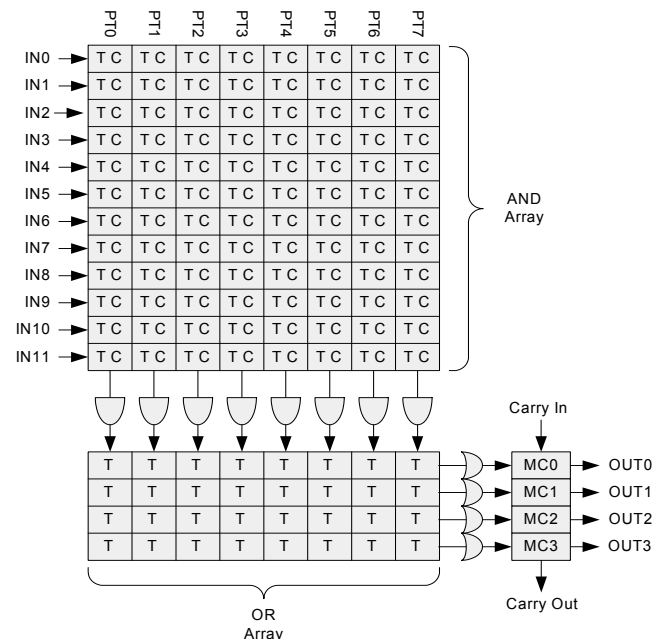 PT0 PT1 PT2 PT3 PT4 PT5 PT6 PT7
IN0 T C T C T C T C T C T C T C T C
IN1 T C T C T C T C T C T C T C T C
IN2 T C T C T C T C T C T C T C T C
IN3 T C T C T C T C T C T C T C T C
IN4 T C T C T C T C T C T C T C T C
IN5 T C T C T C T C T C T C T C T C
IN6 T C T C T C T C T C T C T C T C
IN7 T C T C T C T C T C T C T C T C
IN8 T C T C T C T C T C T C T C T C
IN9 T C T C T C T C T C T C T C T C
IN10 T C T C T C T C T C T C T C T C
IN11 T C T C T C T C T C T C T C T C
AND
Array
Carry In
T T T T T T T T MC0 OUT0
T T T T T T T T MC1 OUT1
T T T T T T T T MC2 OUT2
T T T T T T T T MC3 OUT3
Carry Out
OR
Array